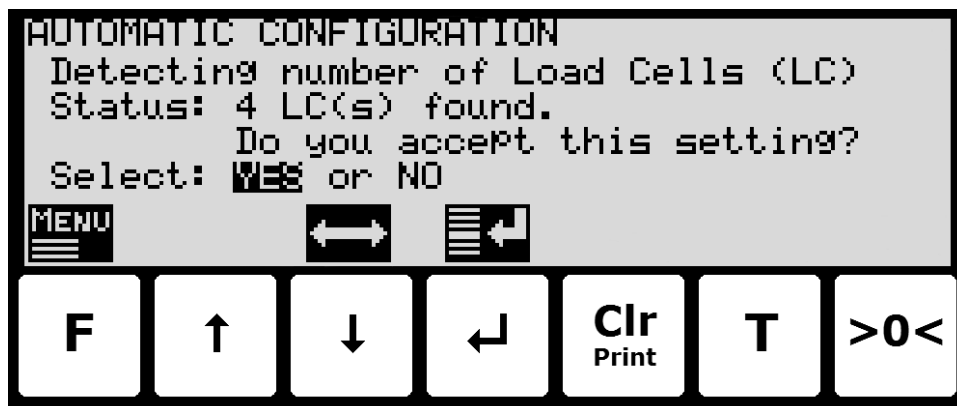 AUTOMATIC CONFIGURATION
Detecting number of Load Cells (LC)
Status: 4 LC(s) found.
Do you accept this setting?
Select: YES or NO
MENU
F ↑ ↓ ↵ Clr T >0<
Print